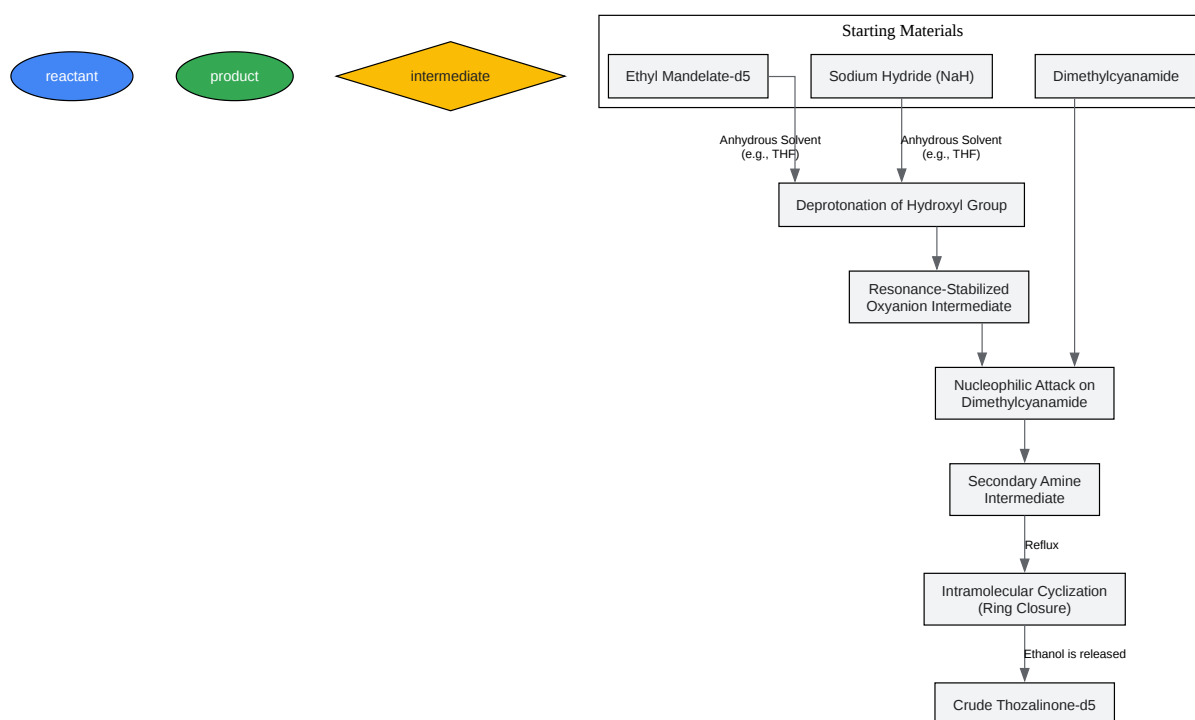 reactant
product
intermediate
Starting Materials
Ethyl Mandelate-d5
Sodium Hydride (NaH)
Dimethylcyanamide
Anhydrous Solvent
(e.g., THF)
Anhydrous Solvent
(e.g., THF)
Deprotonation of Hydroxyl Group
Resonance-Stabilized
Oxyanion Intermediate
Nucleophilic Attack on
Dimethylcyanamide
Secondary Amine
Intermediate
Reflux
Intramolecular Cyclization
(Ring Closure)
Ethanol is released
Crude Thozalinone-d5